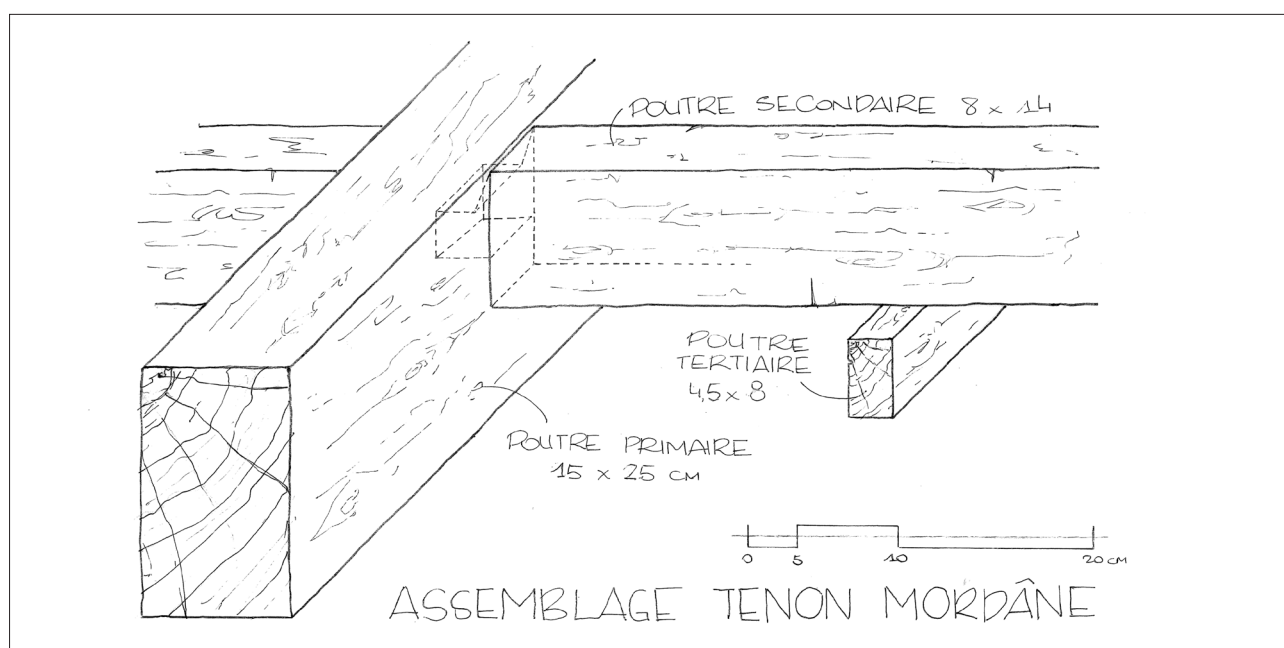 POUTRE SECONDAIRE 8 x 14
POUTRE
TERTIAIRE
4,5 x 8
POUTRE PRIMAIRE
15 x 25 CM
0 5 10 20 CM
ASSEMBLAGE TENON MORDÂNE